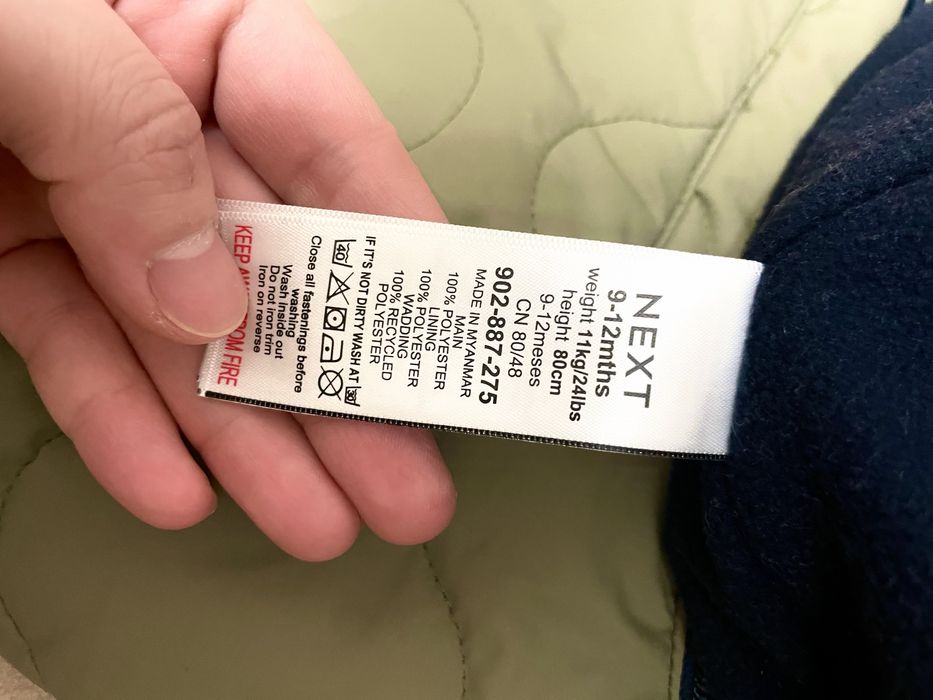 NEXT
9-12mths
weight 11kg/24lbs
height 80cm
9-12meses
CN 80/48
902-887-275
MADE IN MYANMAR
MAIN
100% POLYESTER
LINING
100% POLYESTER
WADDING
100% RECYCLED
POLYESTER
IF IT'S NOT DIRTY WASH AT 30
40
Close all fastenings before
washing
Wash inside out
Do not iron trim
iron on reverse
KEEP AWAY FROM FIRE